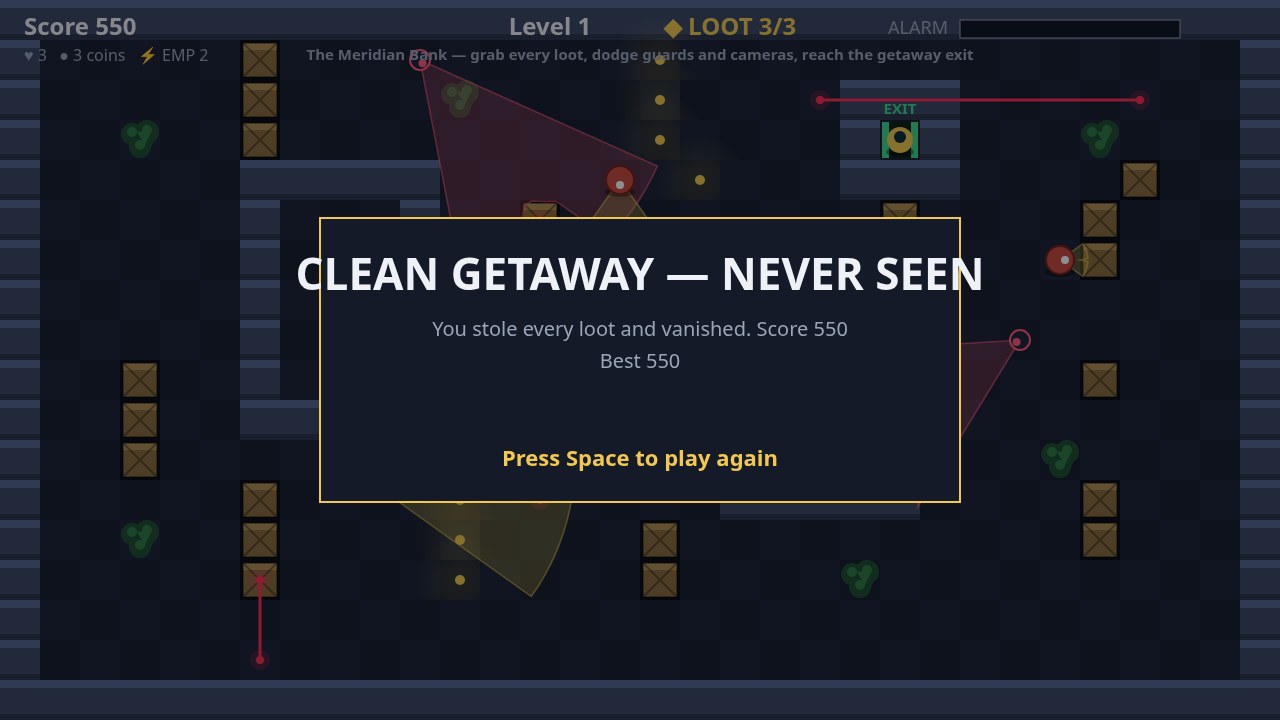 Score 550
Level 1
◆ LOOT 3/3
ALARM
♥ 3 ● 3 coins ⚡ EMP 2
The Meridian Bank — grab every loot, dodge guards and cameras, reach the getaway exit
EXIT
CLEAN GETAWAY — NEVER SEEN
You stole every loot and vanished. Score 550
Best 550
Press Space to play again